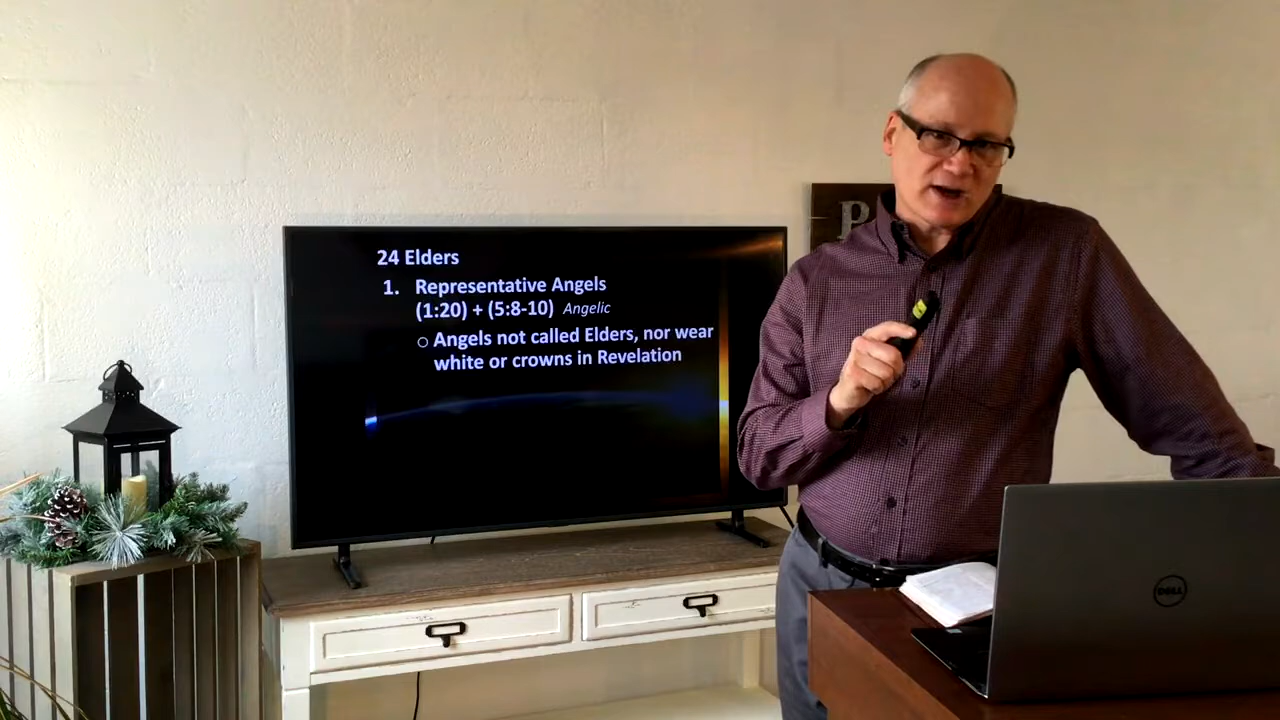 24 Elders
1. Representative Angels
(1:20) + (5:8-10) Angelic
○ Angels not called Elders, nor wear
white or crowns in Revelation
DELL